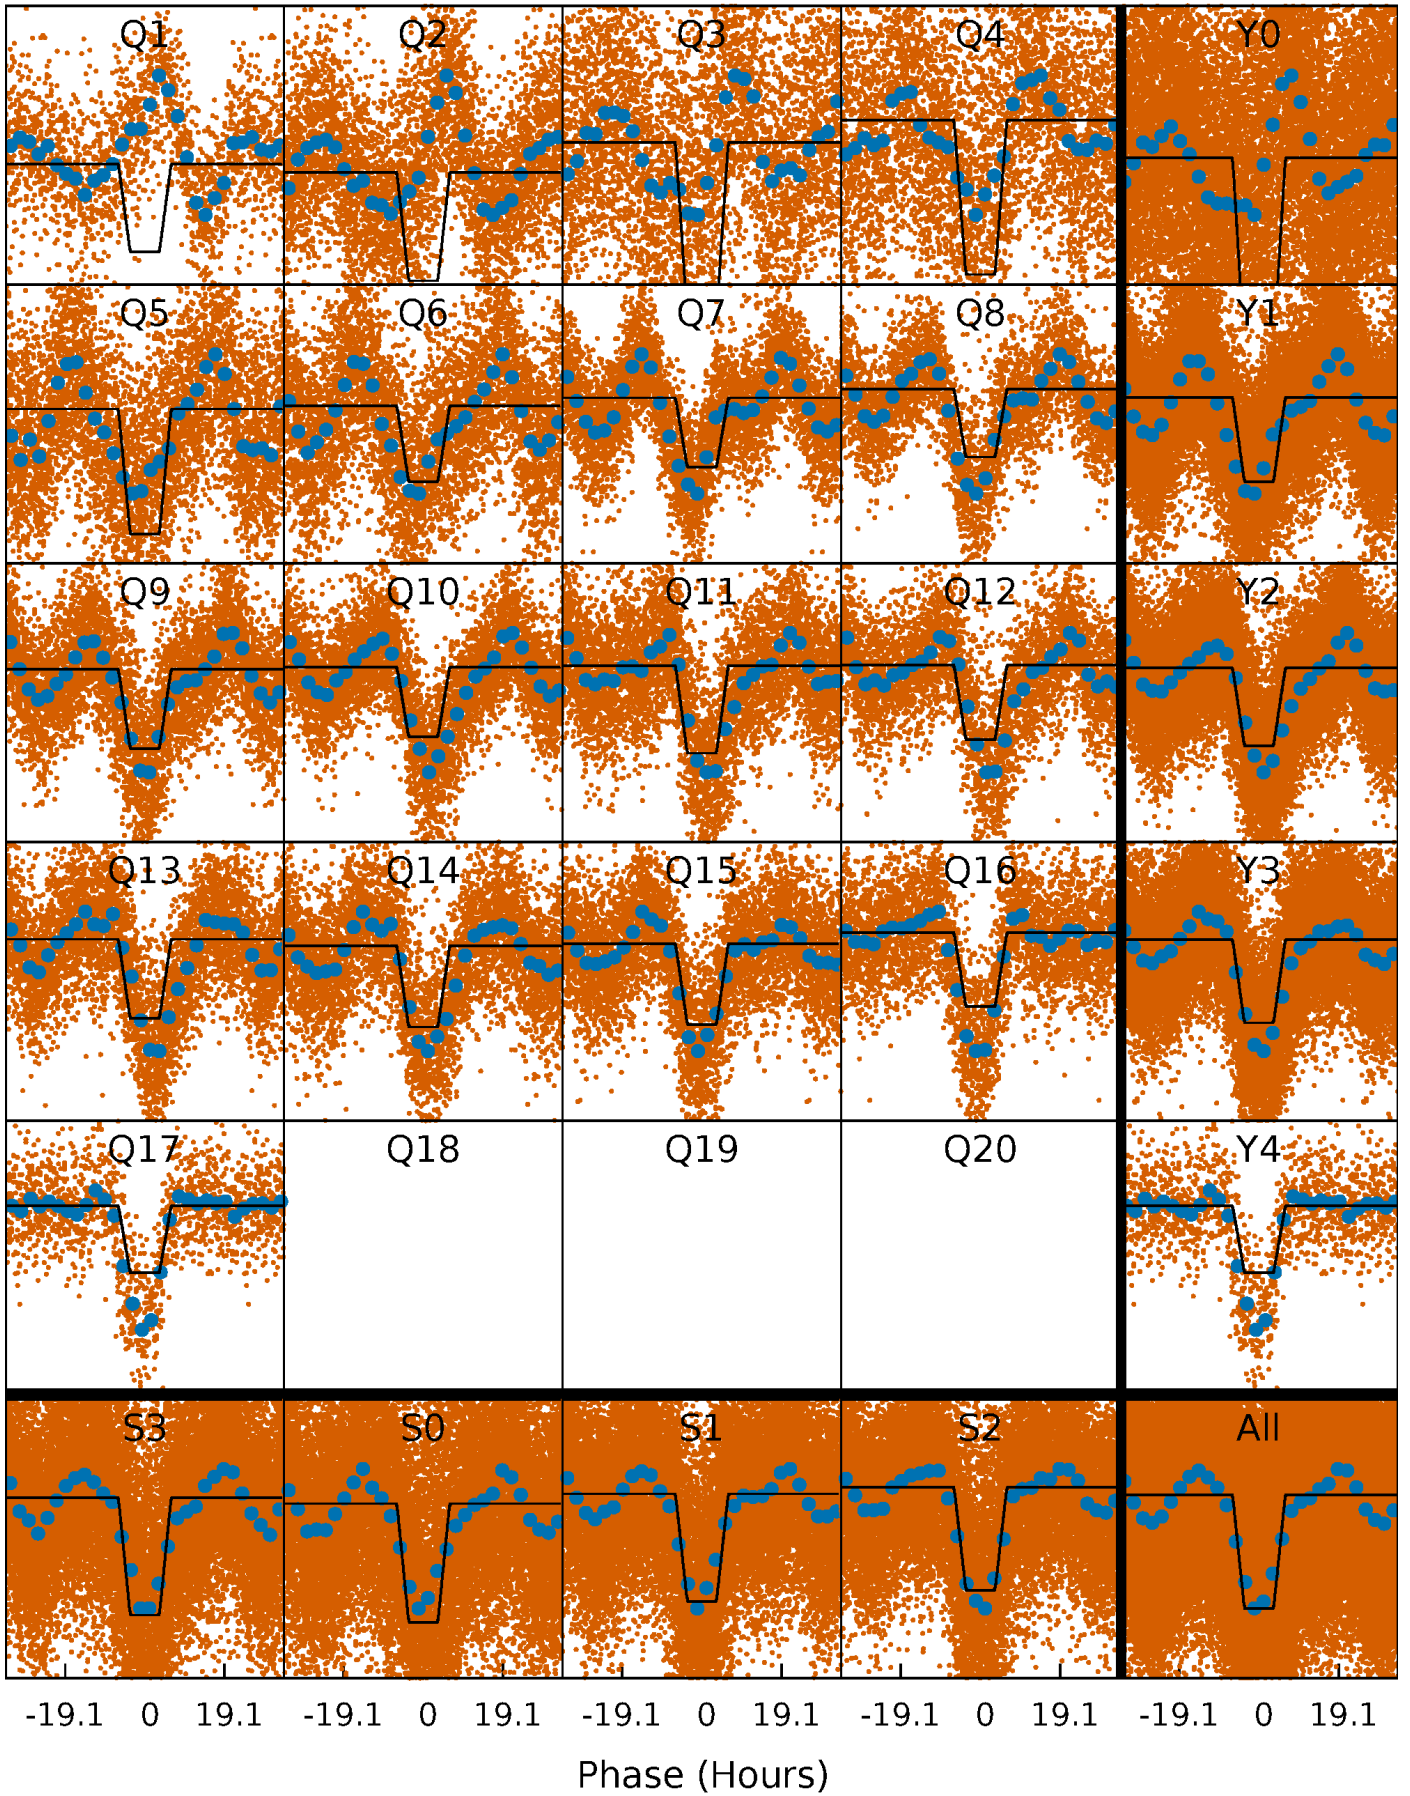 Q1 Q2 Q3 Q4 Y0
Q5 Q6 Q7 Q8 Y1
Q9 Q10 Q11 Q12 Y2
Q13 Q14 Q15 Q16 Y3
Q17 Q18 Q19 Q20 Y4
S3 S0 S1 S2 All
-19.1 0 19.1 -19.1 0 19.1 -19.1 0 19.1 -19.1 0 19.1 -19.1 0 19.1
Phase (Hours)